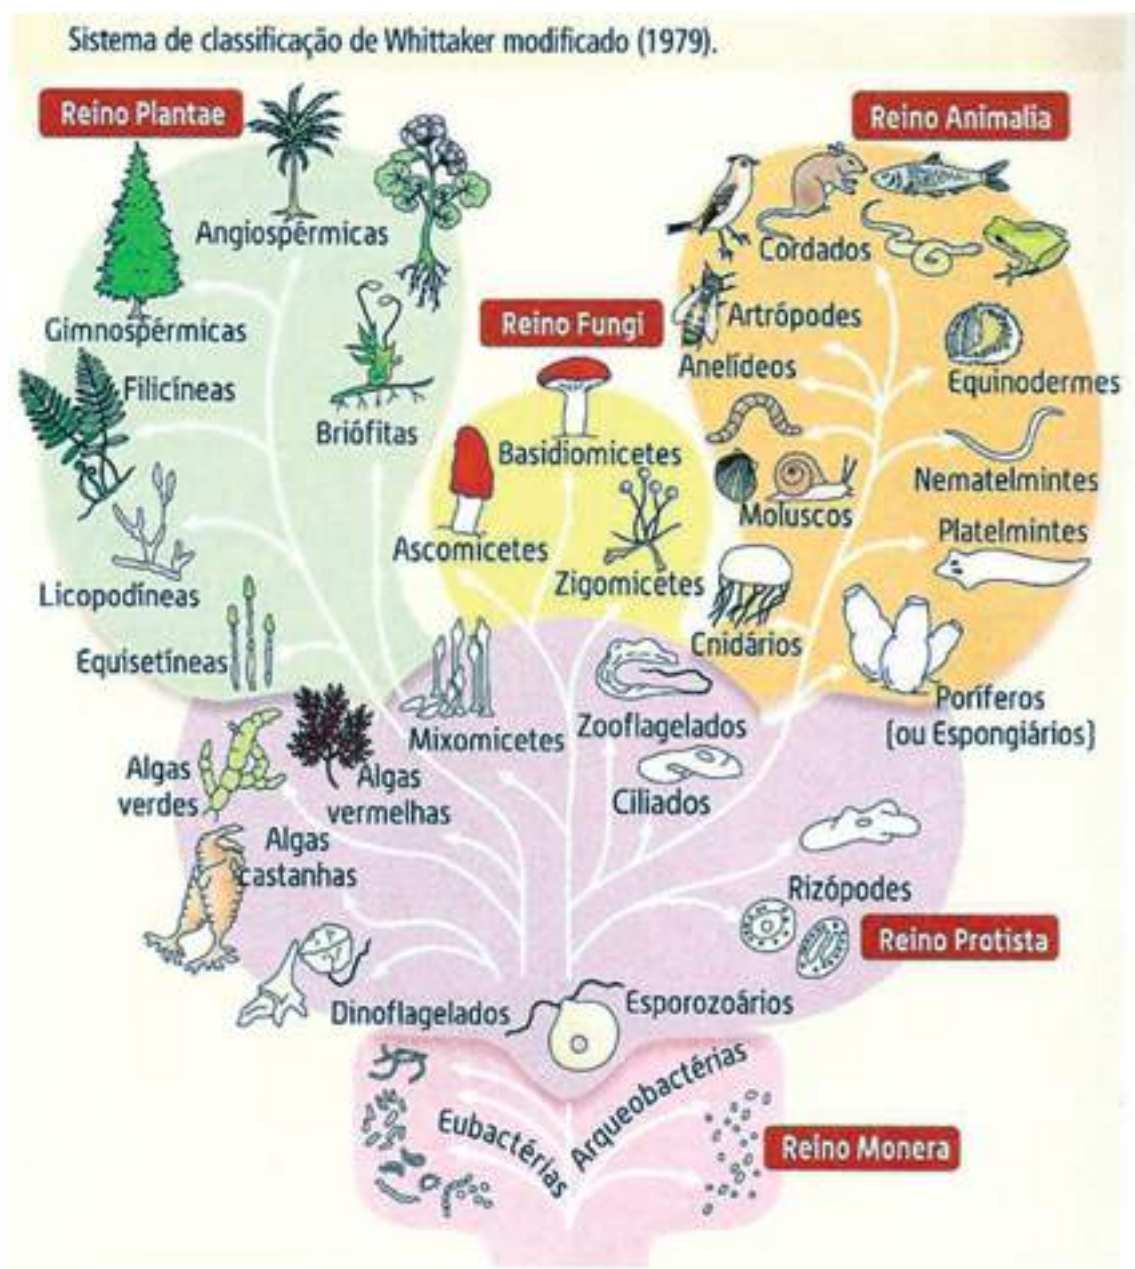 Sistema de classificação de Whittaker modificado (1979).
Reino Plantae
Angiospérmicas
Gimnospérmicas
Filicíneas
Briófitas
Licopodíneas
Equisetíneas
Reino Fungi
Basidiomicetes
Ascomicetes
Zigomicetes
Reino Animalia
Cordados
Artrópodes
Anelídeos
Equinodermes
Nematelmintes
Moluscos
Platelmintes
Cnidários
Poríferos
(ou Espongiários)
Mixomicetes
Zooflagelados
Ciliados
Algas
verdes
Algas
vermelhas
Algas
castanhas
Rizópodes
Reino Protista
Dinoflagelados
Esporozoários
Eubactérias
Arqueobactérias
Reino Monera